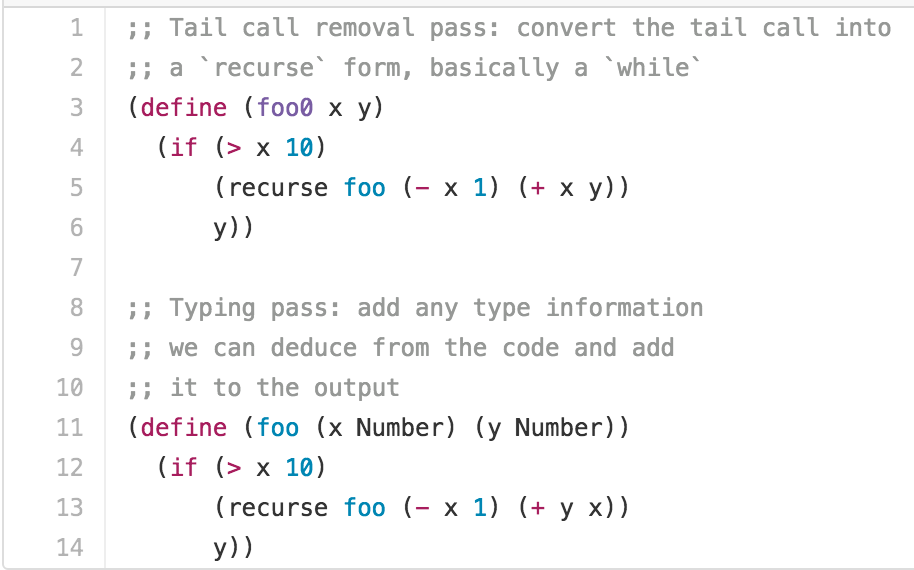 1 ;; Tail call removal pass: convert the tail call into
2 ;; a `recurse` form, basically a `while`
3 (define (foo0 x y)
4   (if (> x 10)
5       (recurse foo (- x 1) (+ x y))
6       y))
7
8 ;; Typing pass: add any type information
9 ;; we can deduce from the code and add
10 ;; it to the output
11 (define (foo (x Number) (y Number))
12   (if (> x 10)
13       (recurse foo (- x 1) (+ y x))
14       y))